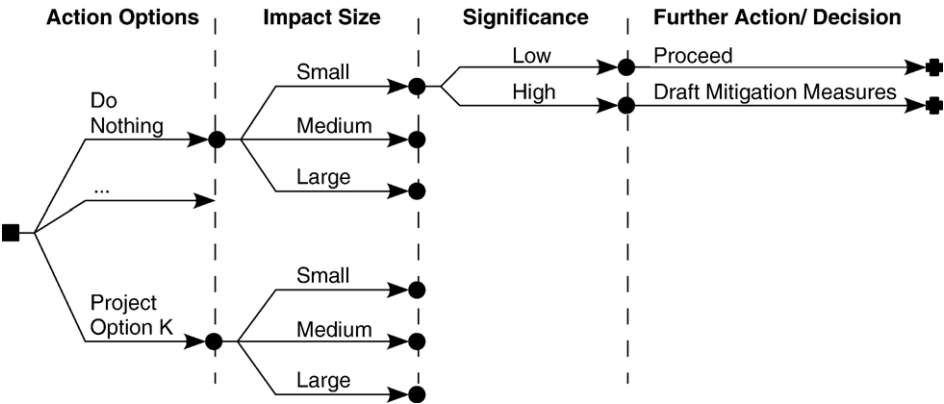 Action Options
Impact Size
Significance
Further Action/ Decision
Low
Proceed
Small
High
Draft Mitigation Measures
Do
Nothing
Medium
Large
...
Small
Project
Option K
Medium
Large